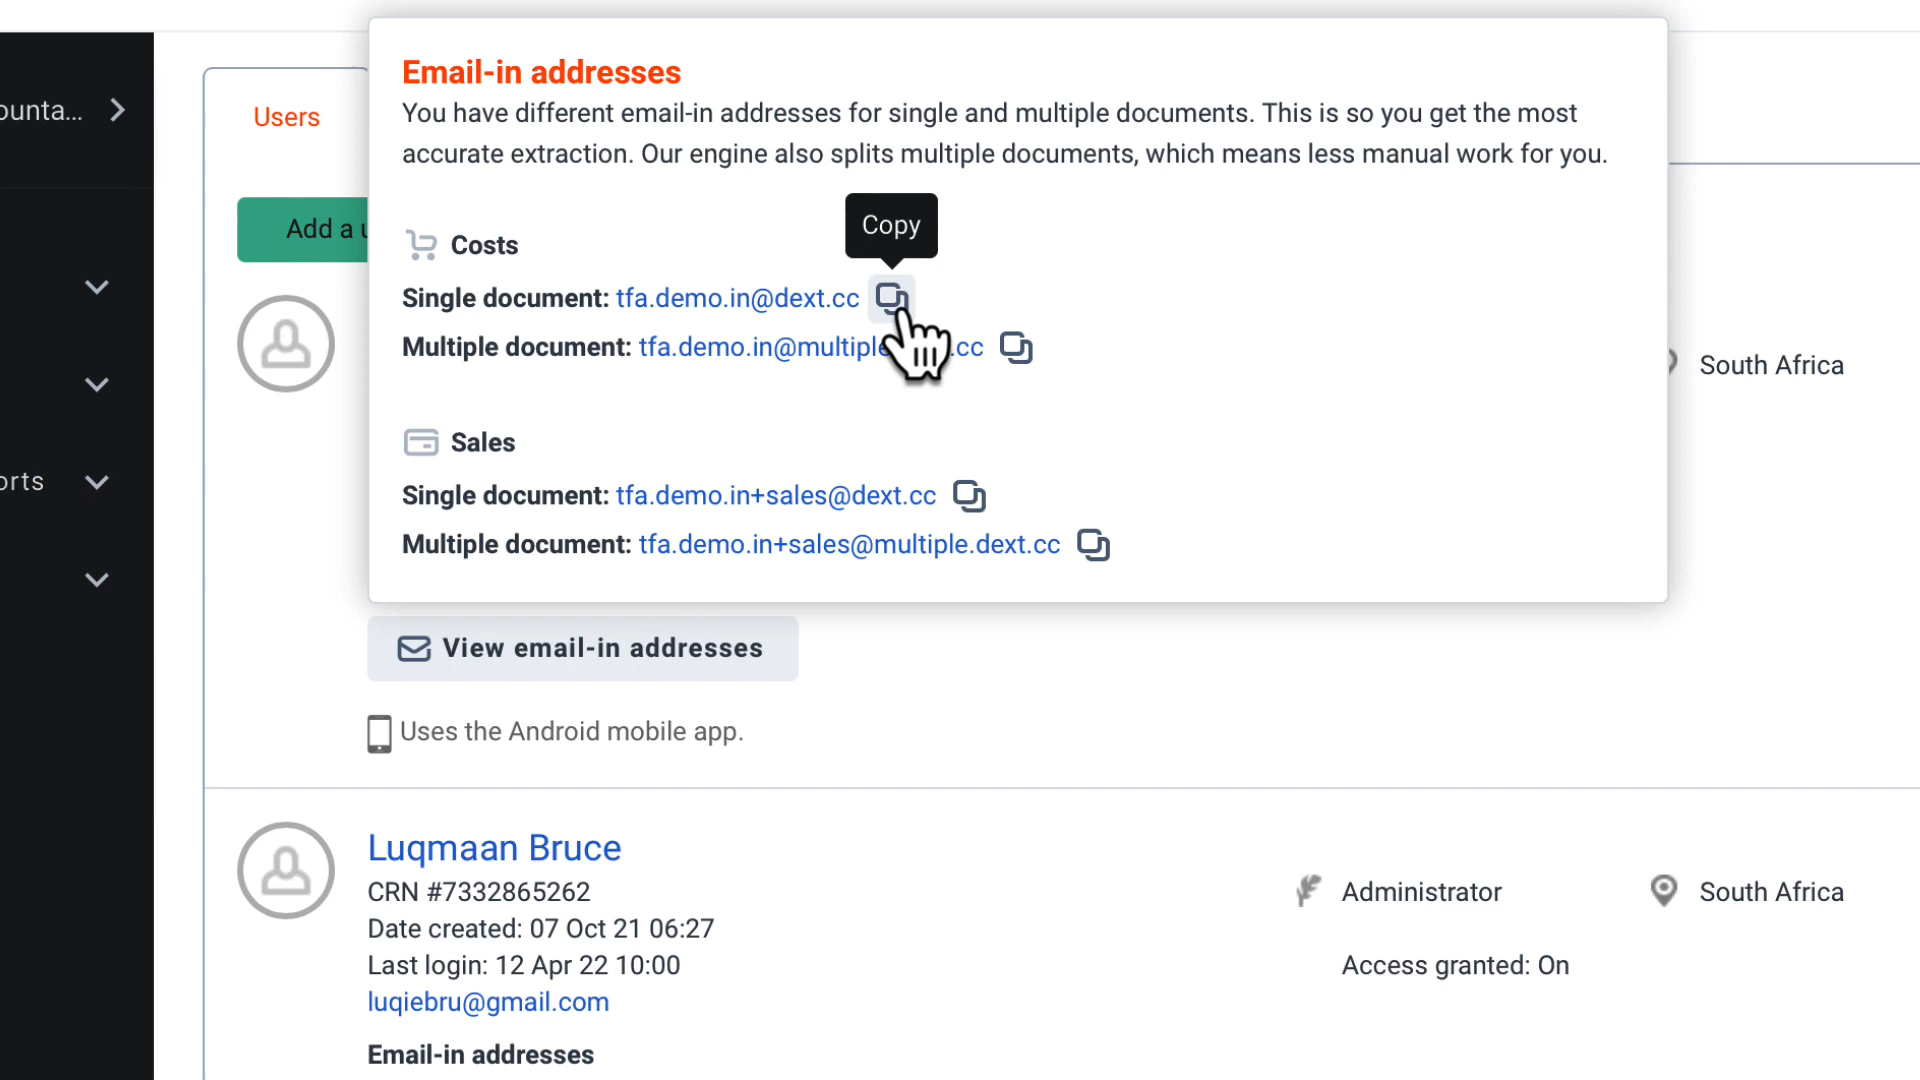 Email-in addresses
You have different email-in addresses for single and multiple documents. This is so you get the most
accurate extraction. Our engine also splits multiple documents, which means less manual work for you.
ounta...
Users
Copy
Add a u
Costs
Single document: tfa.demo.in@dext.cc
Multiple document: tfa.demo.in@multiple .cc
South Africa
Sales
orts
Single document: tfa.demo.in+sales@dext.cc
Multiple document: tfa.demo.in+sales@multiple.dext.cc
View email-in addresses
Uses the Android mobile app.
Luqmaan Bruce
CRN #7332865262
Administrator
South Africa
Date created: 07 Oct 21 06:27
Last login: 12 Apr 22 10:00
Access granted: On
luqiebru@gmail.com
Email-in addresses